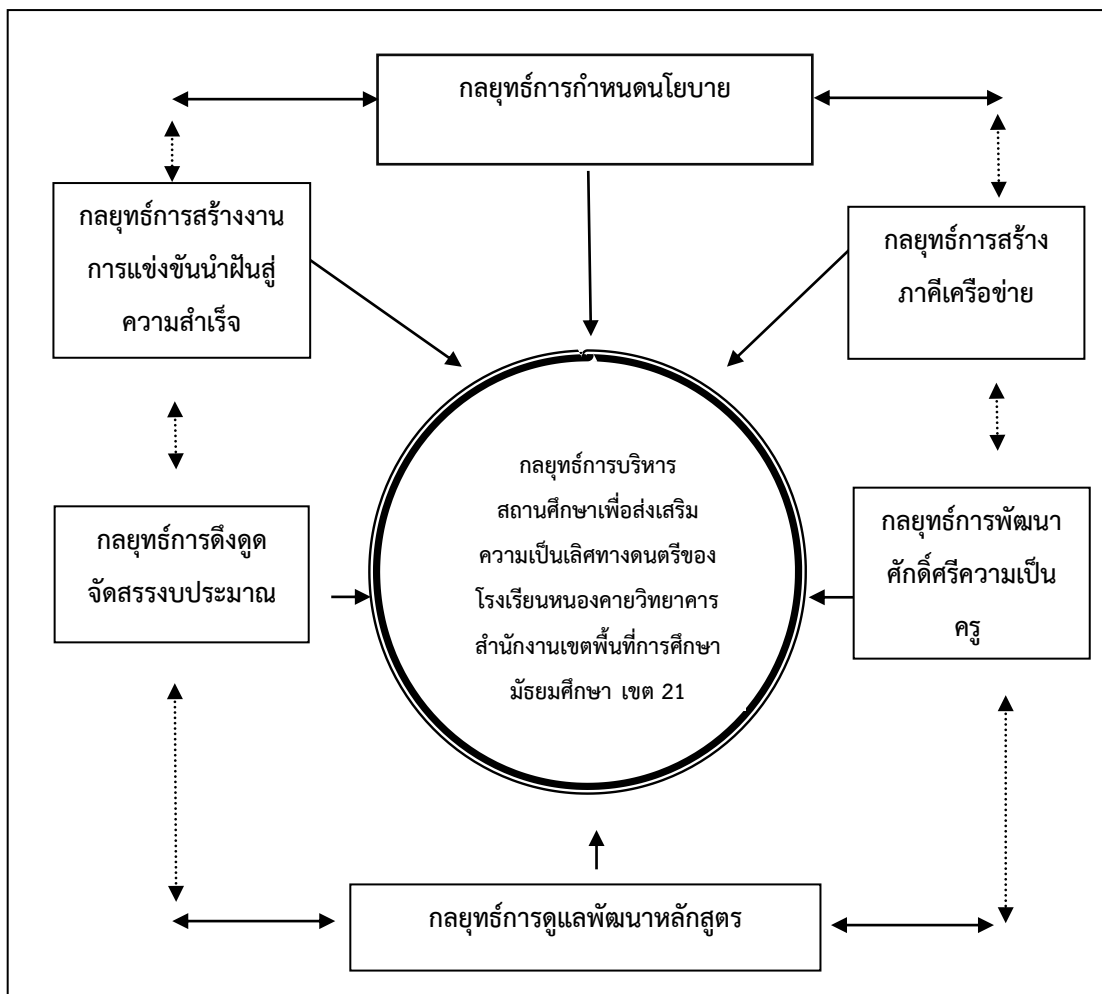 กลยุทธ์การกำหนดนโยบาย
กลยุทธ์การสร้างงาน
การแข่งขันนำฝันสู่
ความสำเร็จ
กลยุทธ์การสร้าง
ภาคีเครือข่าย
กลยุทธ์การบริหาร
สถานศึกษาเพื่อส่งเสริม
ความเป็นเลิศทางดนตรีของ
โรงเรียนหนองคายวิทยาคาร
สำนักงานเขตพื้นที่การศึกษา
มัธยมศึกษา เขต 21
กลยุทธ์การดึงดูด
จัดสรรงบประมาณ
กลยุทธ์การพัฒนา
ศักดิ์ศรีความเป็น
ครู
กลยุทธ์การดูแลพัฒนาหลักสูตร